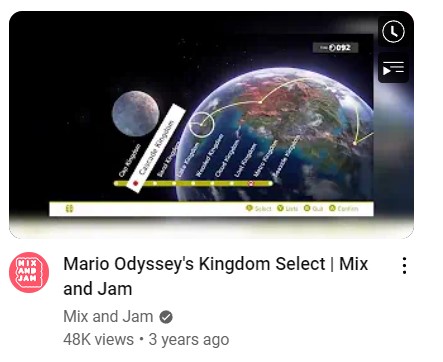 092
Cap Kingdom
Cascade Kingdom
Sand Kingdom
Lake Kingdom
Wooded Kingdom
Cloud Kingdom
Lost Kingdom
Metro Kingdom
Seaside Kingdom
Select
Lists
Quit
Confirm
MIX
AND
JAM
Mario Odyssey's Kingdom Select | Mix
and Jam
Mix and Jam
48K views • 3 years ago